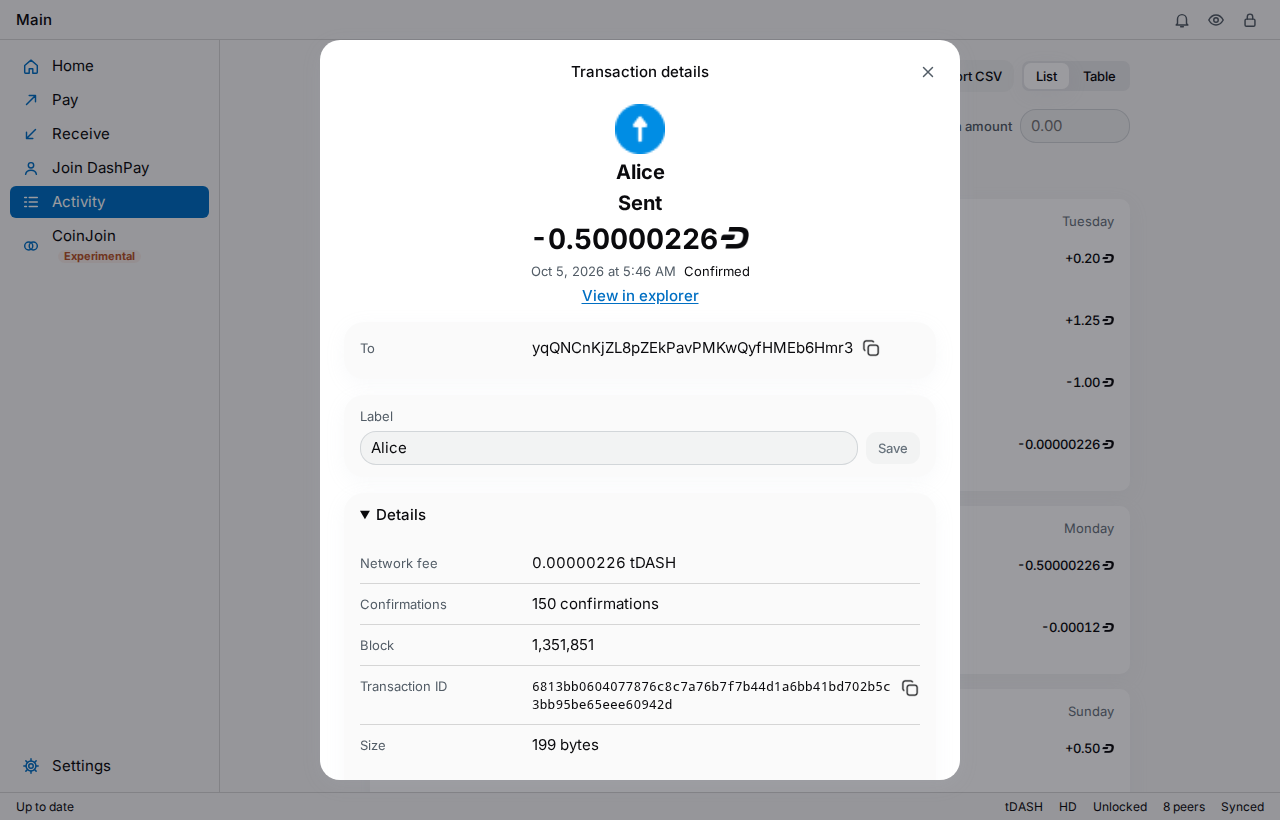 Main
Home
Pay
Receive
Join DashPay
Activity
CoinJoin
Experimental
Settings
CSV
List
Table
amount
0.00
Tuesday
+0.20
+1.25
-1.00
-0.00000226
Monday
-0.50000226
-0.00012
Sunday
+0.50
Transaction details
Alice
Sent
-0.50000226
Oct 5, 2026 at 5:46 AM Confirmed
View in explorer
To yqQNCnKjZL8pZEkPavPMKwQyfHMEb6Hmr3
Label
Alice
Save
Details
Network fee 0.00000226 tDASH
Confirmations 150 confirmations
Block 1,351,851
Transaction ID 6813bb0604077876c8c7a76b7f7b44d1a6bb41bd702b5c
3bb95be65eee60942d
Size 199 bytes
Up to date
tDASH HD Unlocked 8 peers Synced